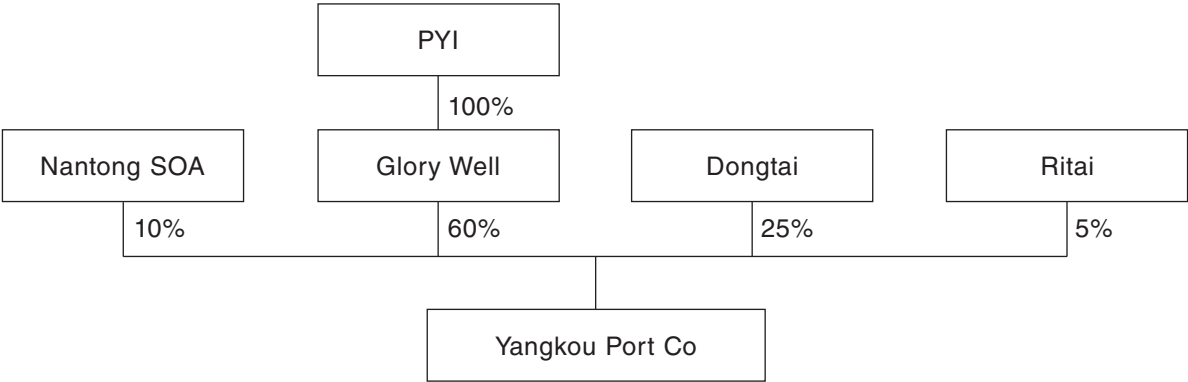 PYI
100%
Nantong SOA
Glory Well
Dongtai
Ritai
10%
60%
25%
5%
Yangkou Port Co